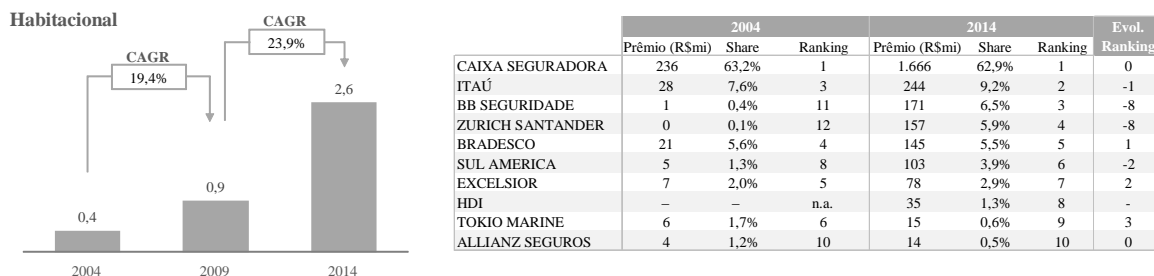 Habitacional
CAGR
23,9%
CAGR
19,4%
2,6
0,9
0,4
2004 2009 2014
2004 2014 Evol. Ranking
Prêmio (R$mi) Share Ranking Prêmio (R$mi) Share Ranking
CAIXA SEGURADORA 236 63,2% 1 1.666 62,9% 1 0
ITAÚ 28 7,6% 3 244 9,2% 2 -1
BB SEGURIDADE 1 0,4% 11 171 6,5% 3 -8
ZURICH SANTANDER 0 0,1% 12 157 5,9% 4 -8
BRADESCO 21 5,6% 4 145 5,5% 5 1
SUL AMERICA 5 1,3% 8 103 3,9% 6 -2
EXCELSIOR 7 2,0% 5 78 2,9% 7 2
HDI – – n.a. 35 1,3% 8 -
TOKIO MARINE 6 1,7% 6 15 0,6% 9 3
ALLIANZ SEGUROS 4 1,2% 10 14 0,5% 10 0